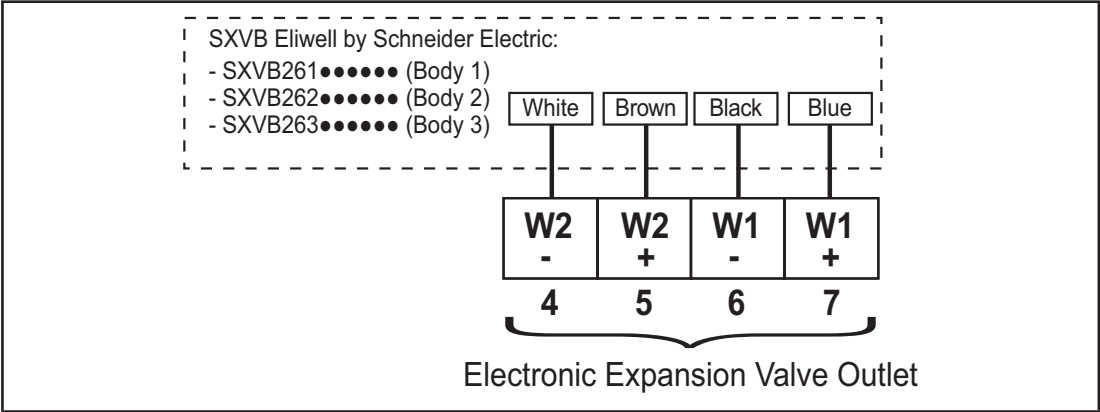 SXVB Eliwell by Schneider Electric:
- SXVB261●●●●●● (Body 1)
- SXVB262●●●●●● (Body 2)
- SXVB263●●●●●● (Body 3)
White Brown Black Blue
W2 W2 W1 W1
- + - +
4 5 6 7
Electronic Expansion Valve Outlet